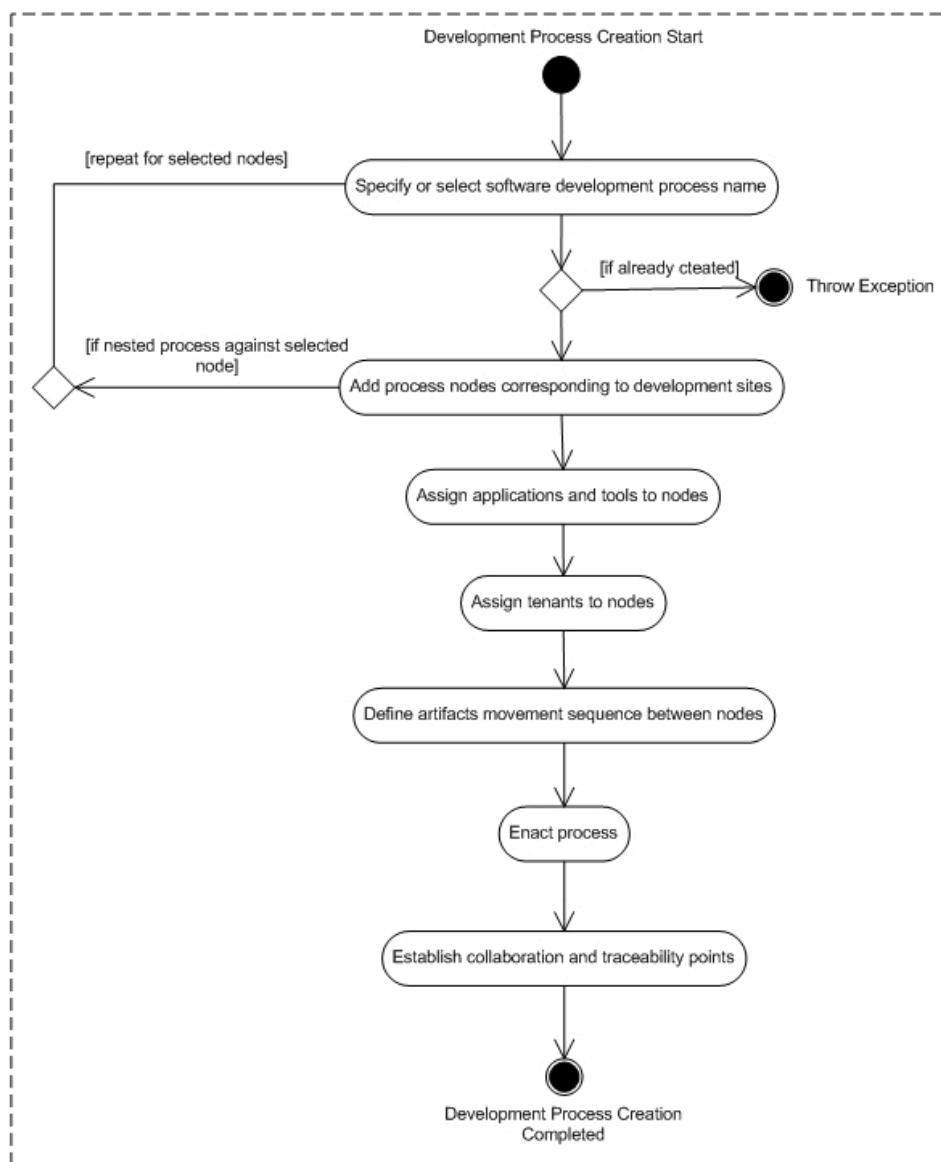 Development Process Creation Start
[repeat for selected nodes]
Specify or select software development process name
[if already cteated]
Throw Exception
[if nested process against selected
node]
Add process nodes corresponding to development sites
Assign applications and tools to nodes
Assign tenants to nodes
Define artifacts movement sequence between nodes
Enact process
Establish collaboration and traceability points
Development Process Creation
Completed